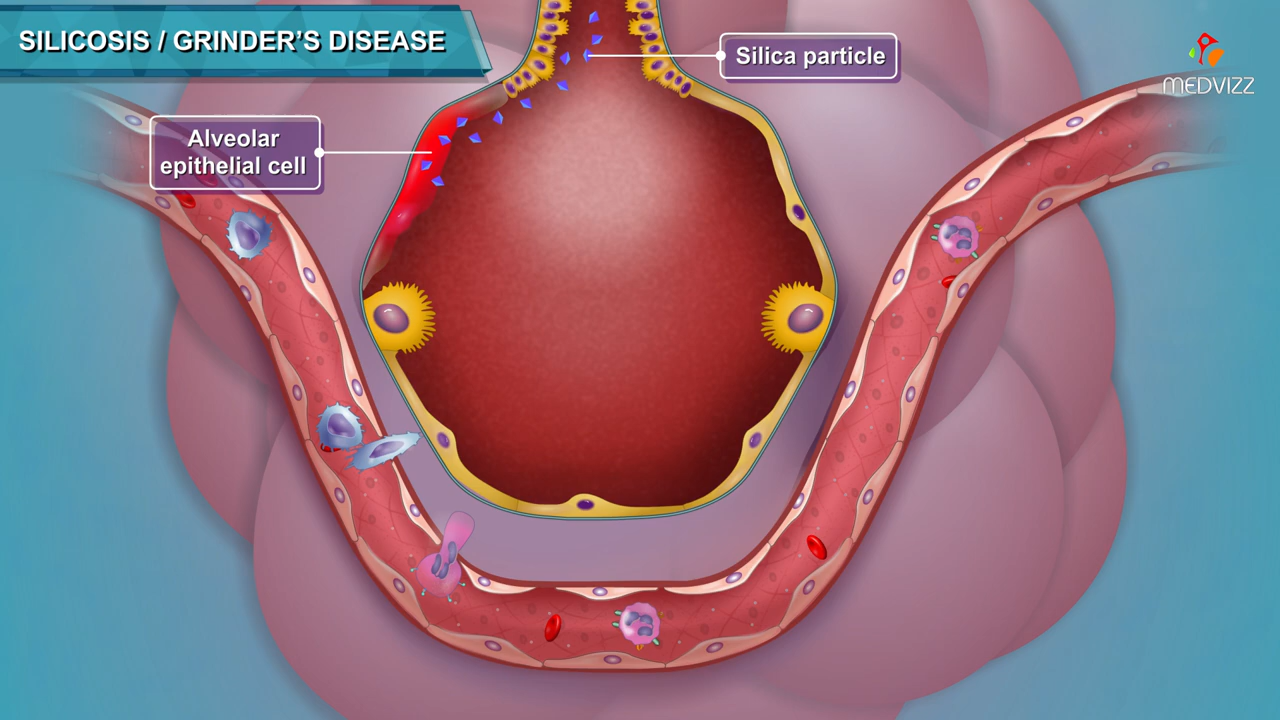 SILICOSIS / GRINDER'S DISEASE
Silica particle
MEDVIZZ
Alveolar
epithelial cell